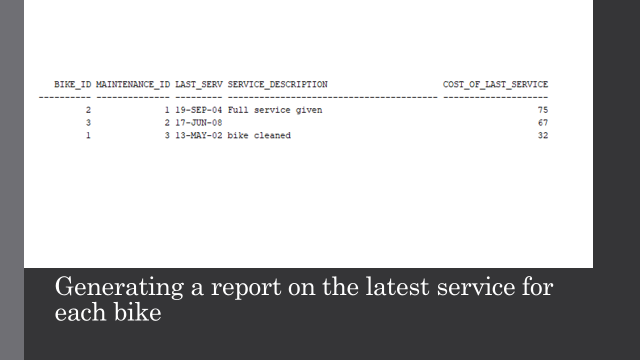 BIKE_ID MAINTENANCE_ID LAST_SERV SERVICE_DESCRIPTION COST_OF_LAST_SERVICE
---------- -------------- --------- ---------------------------------------- --------------------
2 1 19-SEP-04 Full service given 75
3 2 17-JUN-08 67
1 3 13-MAY-02 bike cleaned 32
Generating a report on the latest service for
each bike